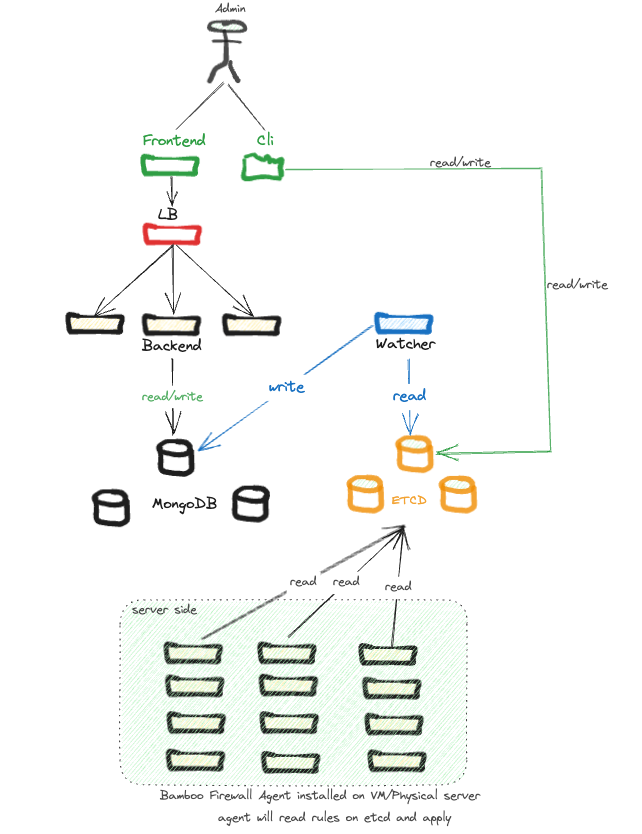 Admin
Frontend
Cli
read/write
LB
read/write
Backend
Watcher
write
read/write
read
MongoDB
ETCD
read
read
read
server side
Bamboo Firewall Agent installed on VM/Physical server
agent will read rules on etcd and apply